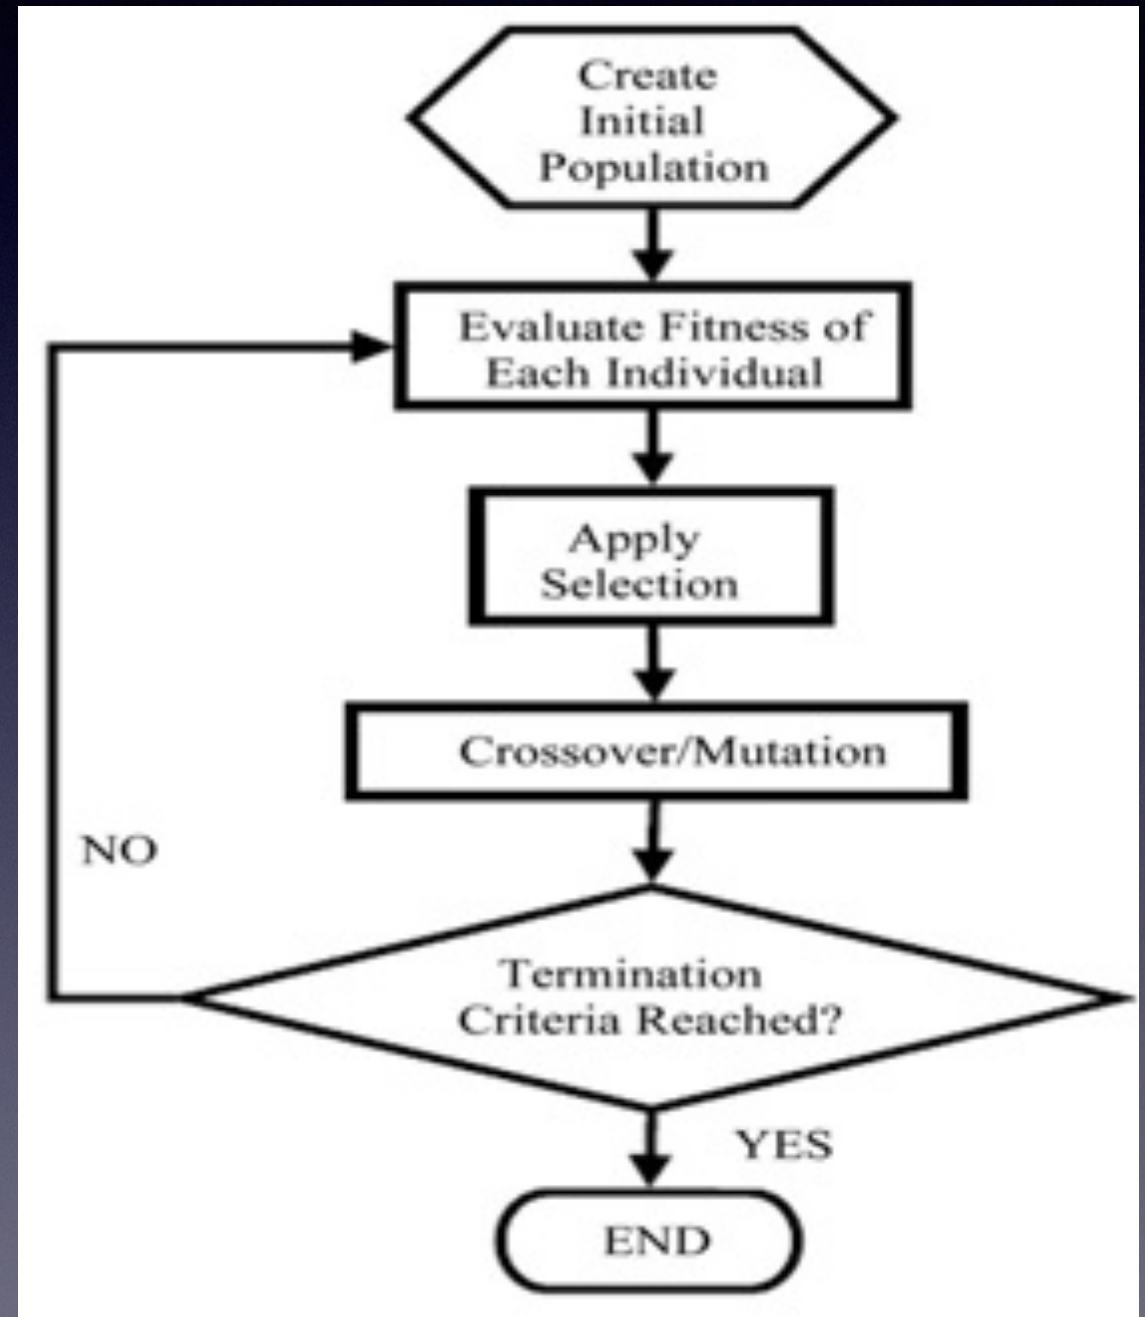 Create
Initial
Population
Evaluate Fitness of
Each Individual
Apply
Selection
Crossover/Mutation
NO
Termination
Criteria Reached?
YES
END